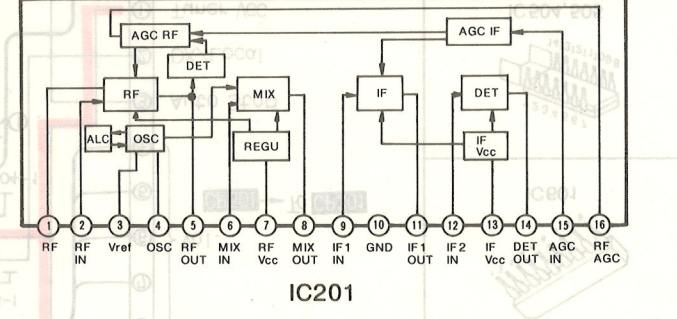 AGC RF
AGC IF
DET
RF
MIX
IF
DET
ALC
OSC
REGU
IF
Vcc
1 2 3 4 5 6 7 8 9 10 11 12 13 14 15 16
RF
RF IN
Vref
OSC
RF OUT
MIX IN
RF Vcc
MIX OUT
IF1 IN
GND
IF1 OUT
IF2 IN
IF Vcc
DET OUT
AGC IN
RF AGC
IC201